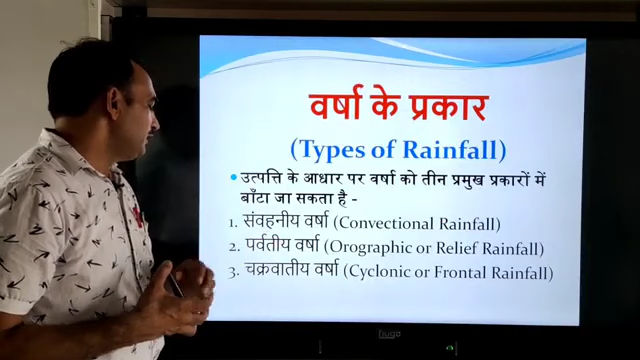 वर्षा के प्रकार
(Types of Rainfall)
• उत्पत्ति के आधार पर वर्षा को तीन प्रमुख प्रकारों में
बाँटा जा सकता है -
1. संवहनीय वर्षा (Convectional Rainfall)
2. पर्वतीय वर्षा (Orographic or Relief Rainfall)
3. चक्रवातीय वर्षा (Cyclonic or Frontal Rainfall)